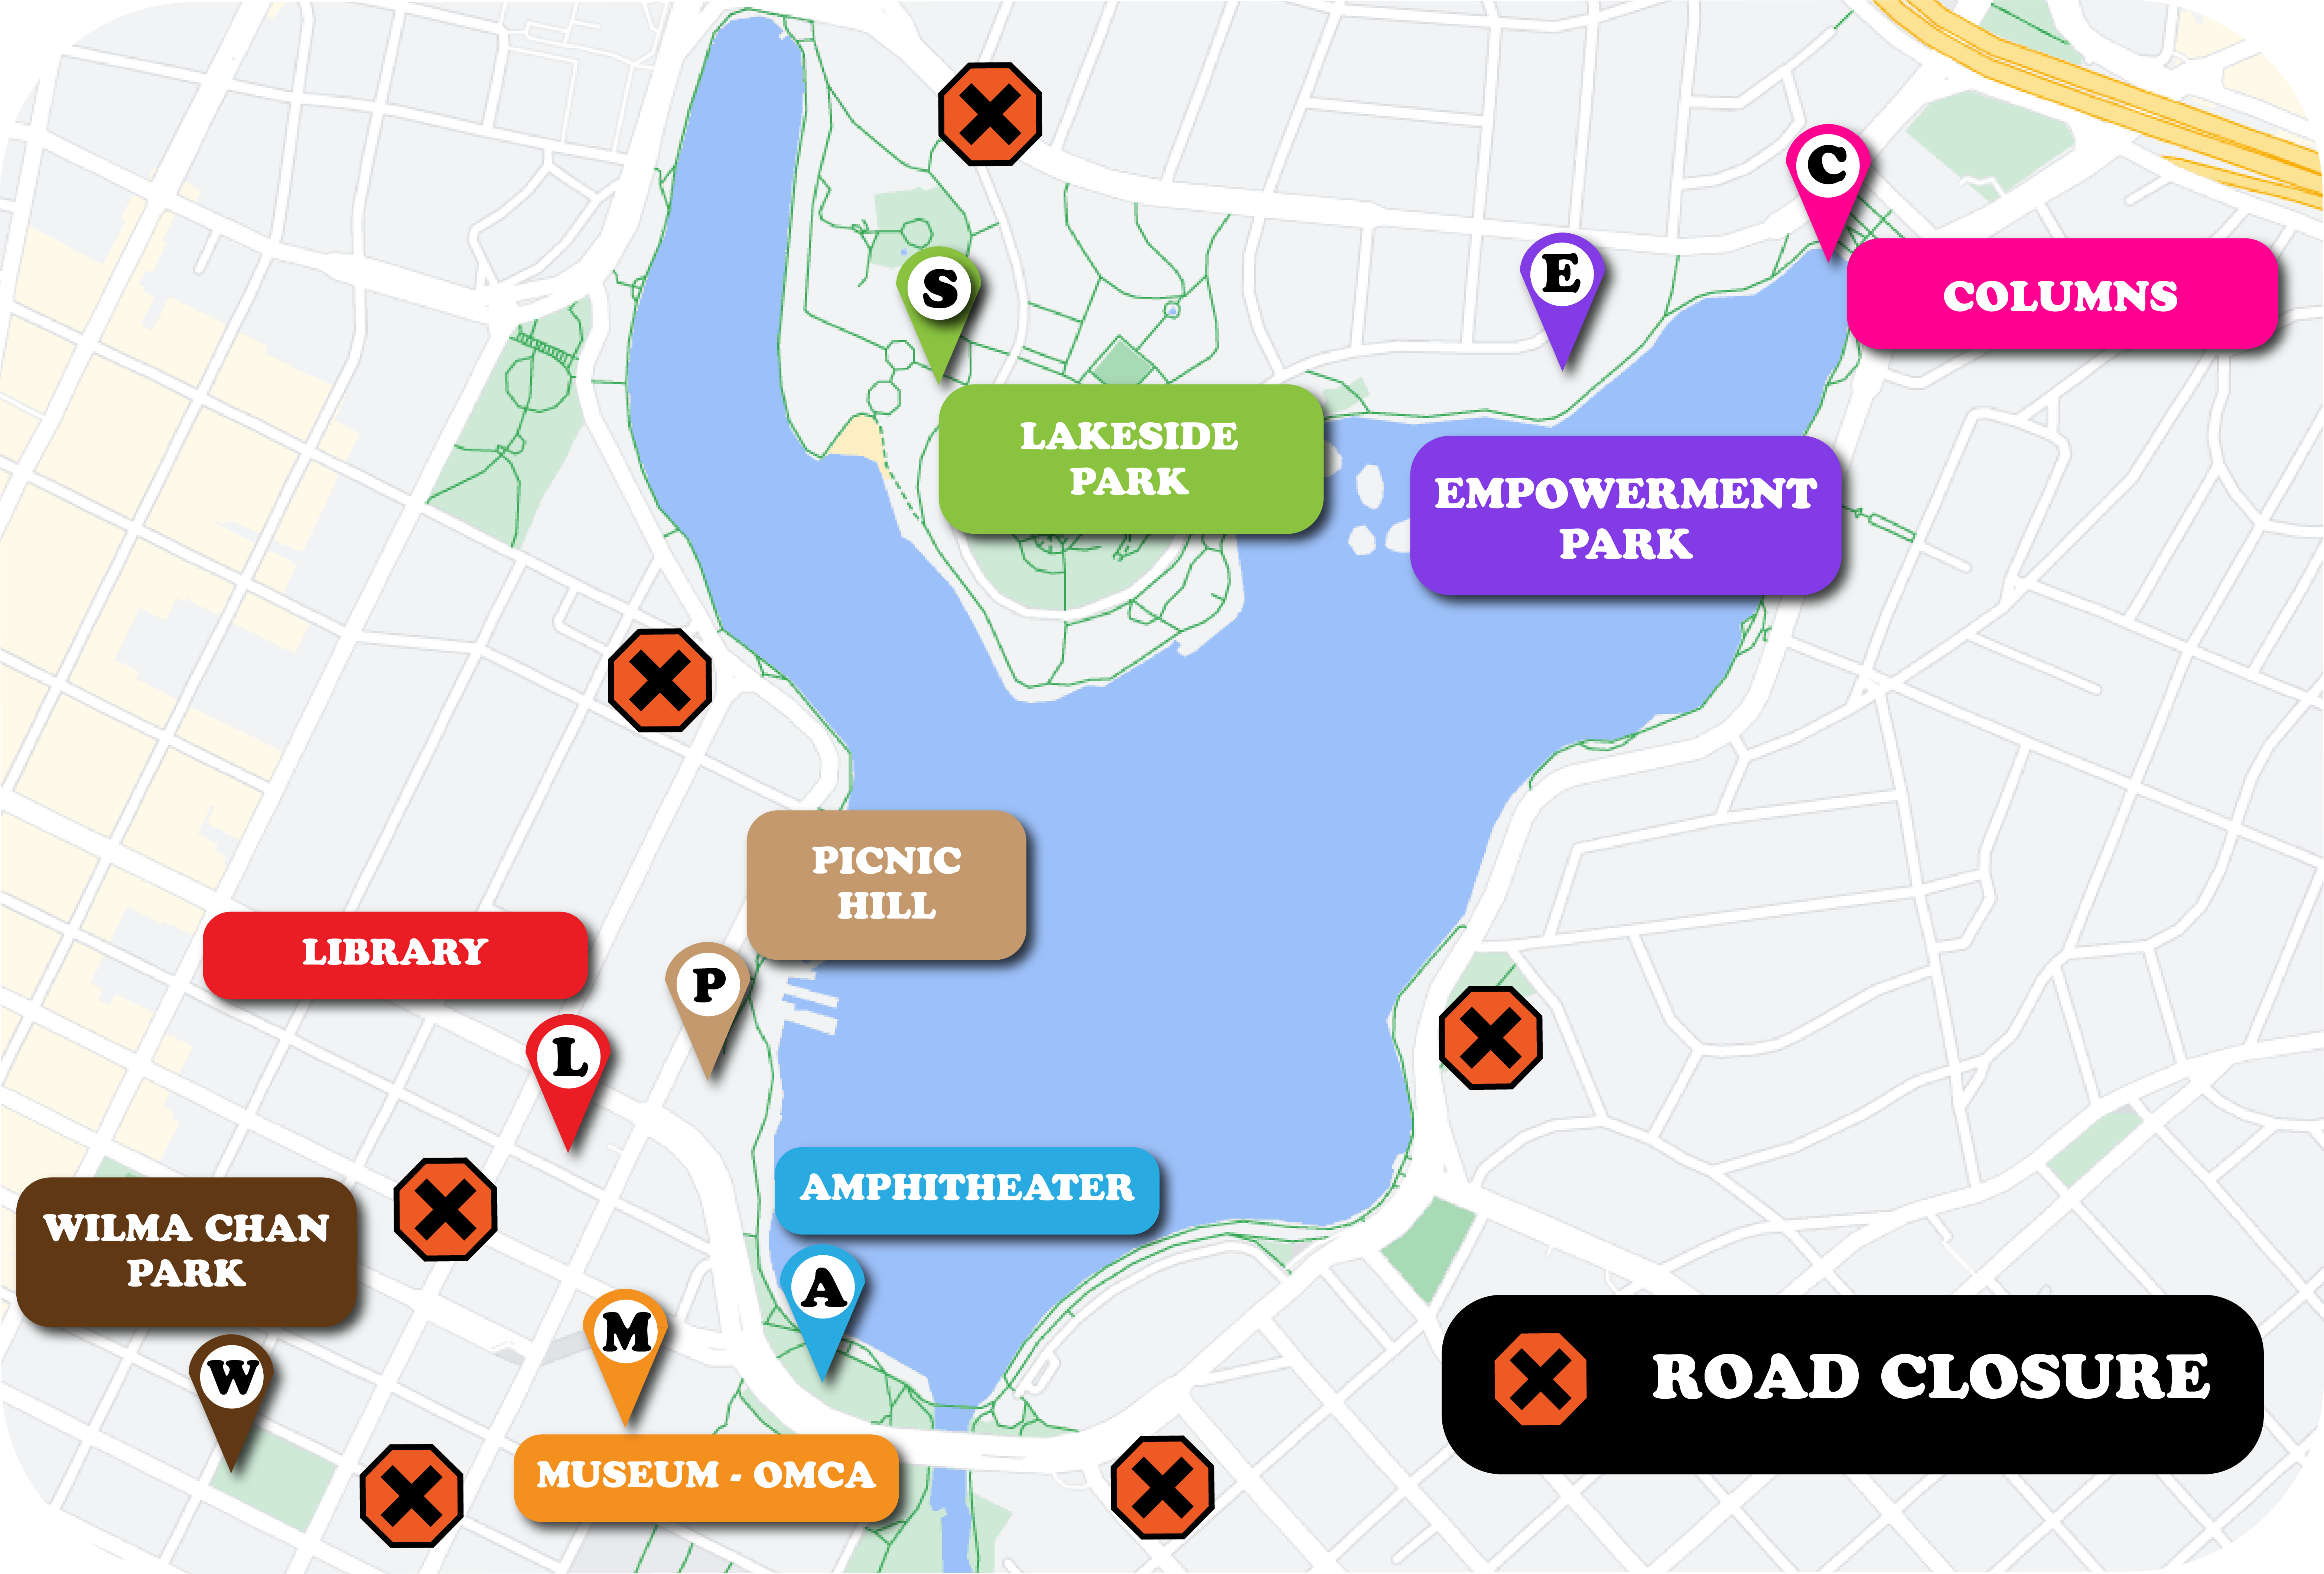 C
COLUMNS
S
E
LAKESIDE
PARK
EMPOWERMENT
PARK
PICNIC
HILL
LIBRARY
P
L
AMPHITHEATER
WILMA CHAN
PARK
A
M
W
ROAD CLOSURE
MUSEUM - OMCA